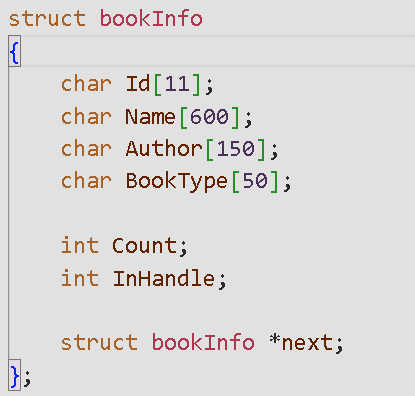 struct bookInfo
{
char Id[11];
char Name[600];
char Author[150];
char BookType[50];
int Count;
int InHandle;
struct bookInfo *next;
};